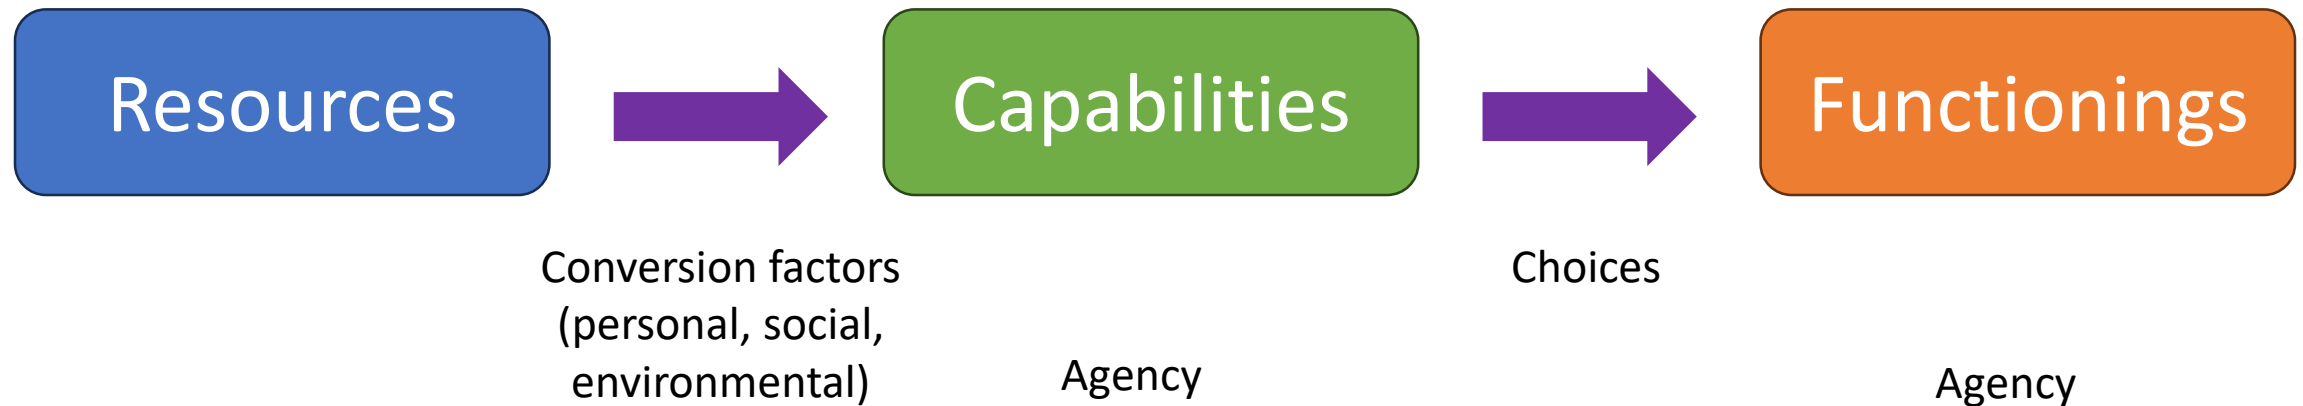 Resources
Capabilities
Functionings
Conversion factors
(personal, social,
environmental)
Choices
Agency
Agency